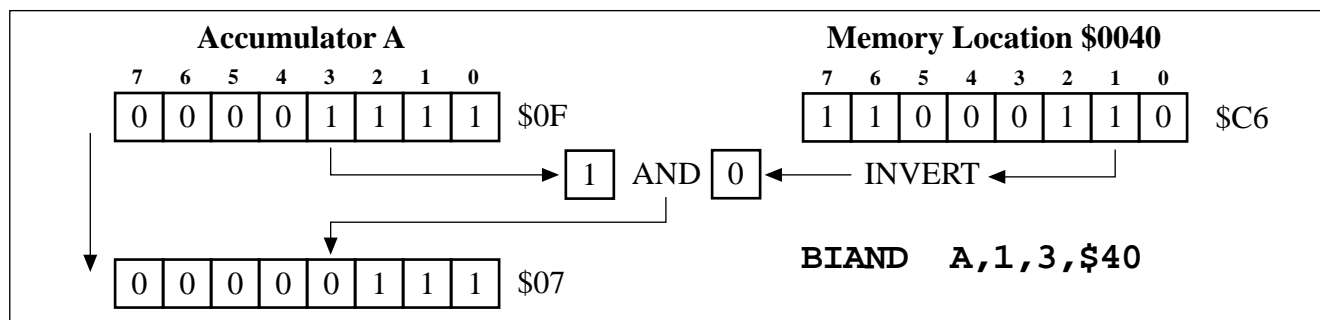 Accumulator A Memory Location $0040
7 6 5 4 3 2 1 0 7 6 5 4 3 2 1 0
0 0 0 0 1 1 1 1 $0F 1 1 0 0 0 1 1 0 $C6
1 AND 0 INVERT
BIAND A,1,3,$40
0 0 0 0 0 1 1 1 $07